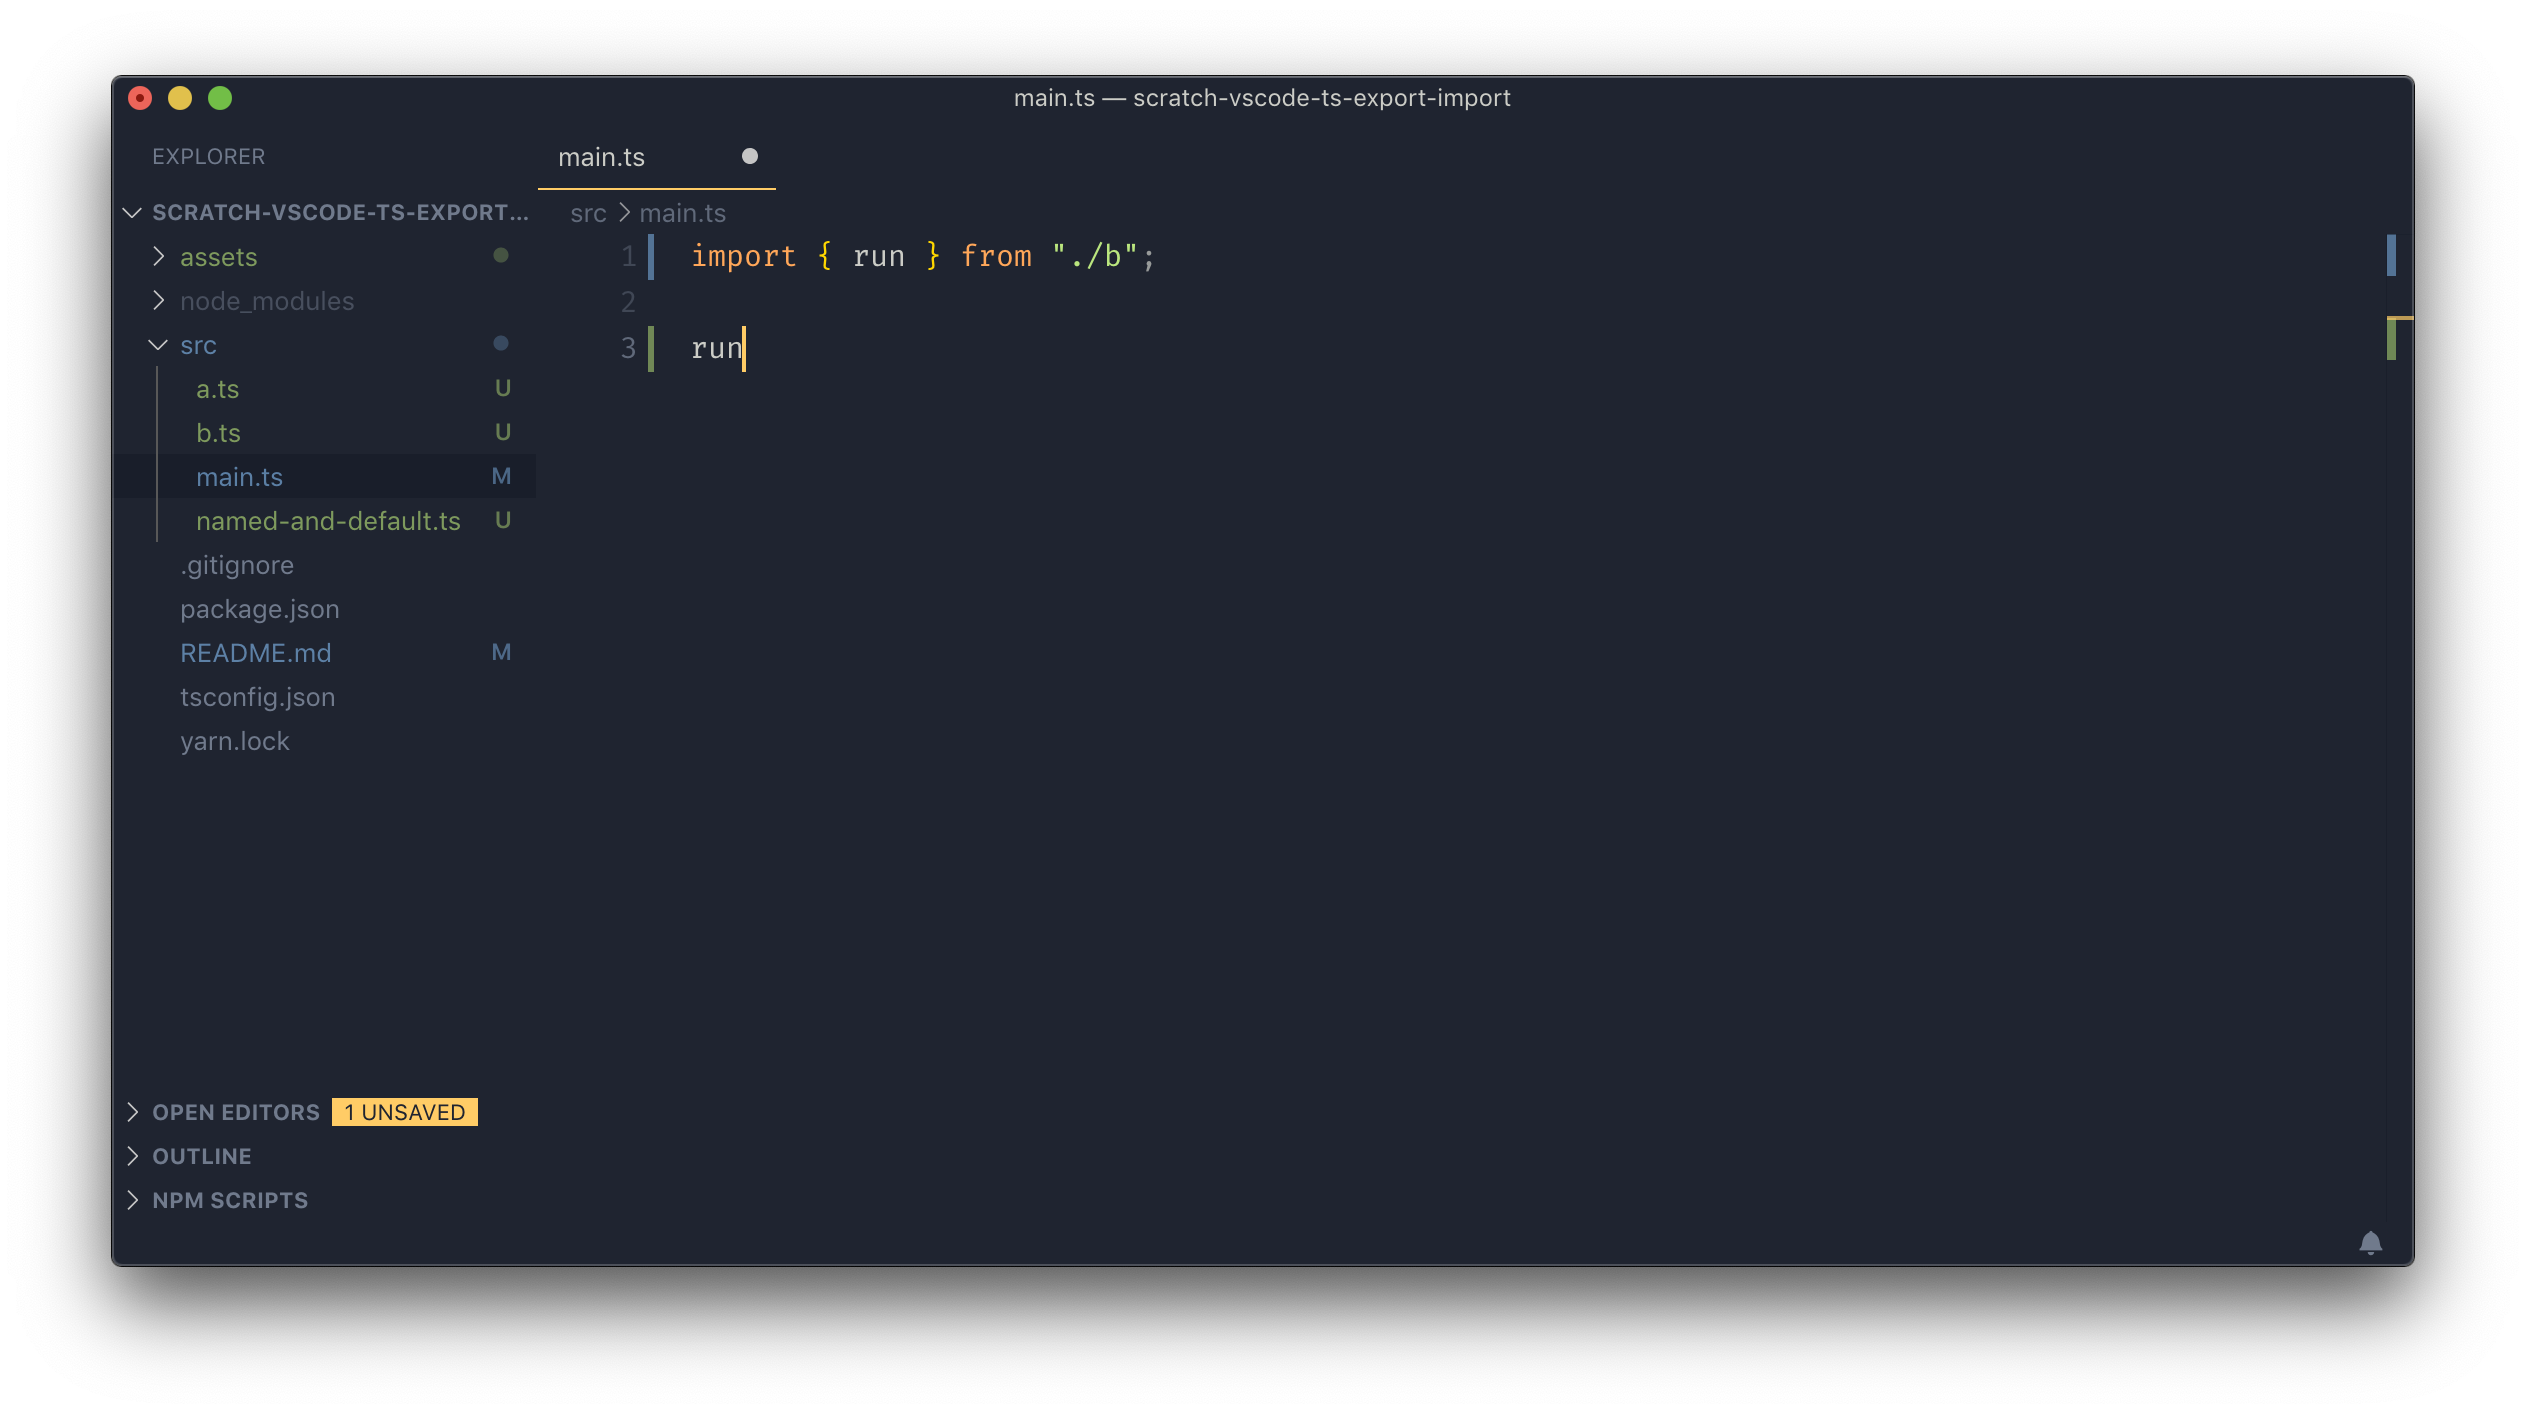 main.ts — scratch-vscode-ts-export-import
EXPLORER
SCRATCH-VSCODE-TS-EXPORT...
assets
node_modules
src
a.ts U
b.ts U
main.ts M
named-and-default.ts U
.gitignore
package.json
README.md M
tsconfig.json
yarn.lock
OPEN EDITORS 1 UNSAVED
OUTLINE
NPM SCRIPTS
main.ts
src > main.ts
1 import { run } from "./b";
2
3 run